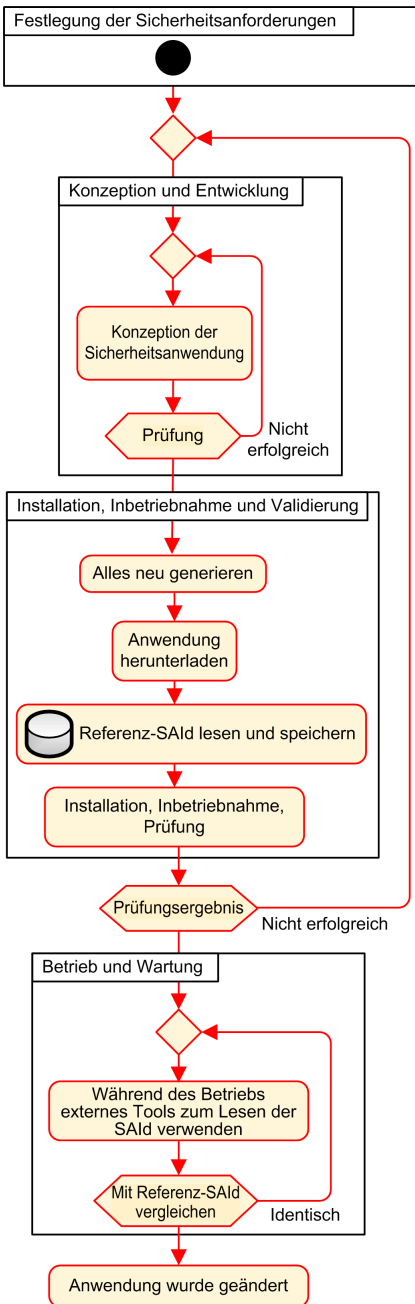 Festlegung der Sicherheitsanforderungen
Konzeption und Entwicklung
Konzeption der
Sicherheitsanwendung
Prüfung
Nicht
erfolgreich
Installation, Inbetriebnahme und Validierung
Alles neu generieren
Anwendung
herunterladen
Referenz-SAId lesen und speichern
Installation, Inbetriebnahme,
Prüfung
Prüfungsergebnis
Nicht erfolgreich
Betrieb und Wartung
Während des Betriebs
externes Tools zum Lesen der
SAId verwenden
Mit Referenz-SAId
vergleichen
Identisch
Anwendung wurde geändert